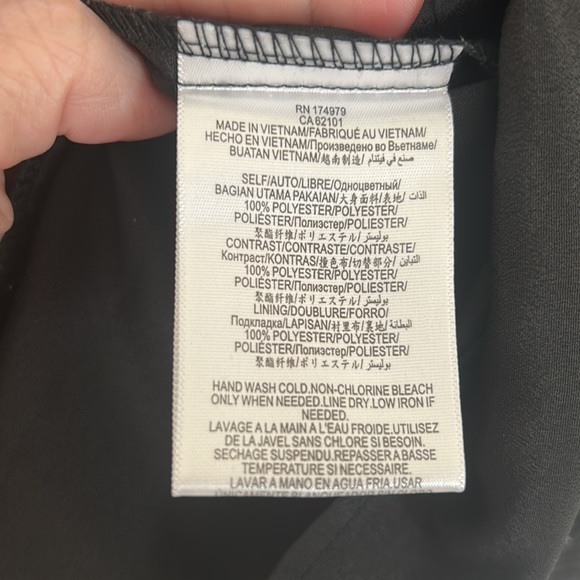 RN 174979
CA 62101
MADE IN VIETNAM/FABRIQUÉ AU VIETNAM/
HECHO EN VIETNAM/Произведено во Вьетнаме/
BUATAN VIETNAM/越南制造/ صنع في فيتنام
SELF/AUTO/LIBRE/Одноцветный/
BAGIAN UTAMA PAKAIAN/大身面料/表地/ الذات
100% POLYESTER/POLYESTER/
POLIÉSTER/Полиэстер/POLIESTER/
聚酯纤维/ポリエステル/ بوليستر
CONTRAST/CONTRASTE/CONTRASTE/
Контраст/KONTRAS/撞色布/切替部分/ التباين
100% POLYESTER/POLYESTER/
POLIÉSTER/Полиэстер/POLIESTER/
聚酯纤维/ポリエステル/ بوليستر
LINING/DOUBLURE/FORRO/
Подкладка/LAPISAN/衬里布/裏地/ البطانة
100% POLYESTER/POLYESTER/
POLIÉSTER/Полиэстер/POLIESTER/
聚酯纤维/ポリエステル/ بوليستر
HAND WASH COLD.NON-CHLORINE BLEACH
ONLY WHEN NEEDED.LINE DRY.LOW IRON IF
NEEDED.
LAVAGE A LA MAIN A L'EAU FROIDE.UTILISEZ
DE LA JAVEL SANS CHLORE SI BESOIN.
SECHAGE SUSPENDU.REPASSER A BASSE
TEMPERATURE SI NECESSAIRE.
LAVAR A MANO EN AGUA FRIA.USAR
ÚNICAMENTE BLANQUEADOR SIN CLORO